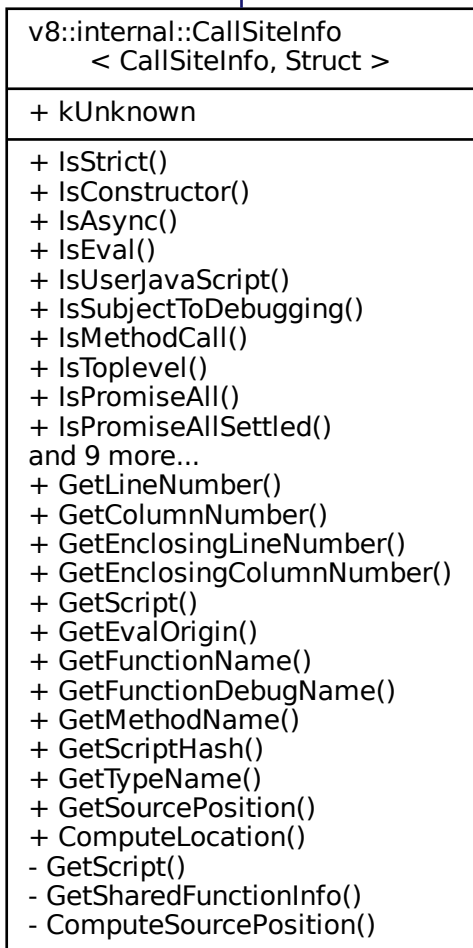 v8::internal::CallSiteInfo
< CallSiteInfo, Struct >
+ kUnknown
+ IsStrict()
+ IsConstructor()
+ IsAsync()
+ IsEval()
+ IsUserJavaScript()
+ IsSubjectToDebugging()
+ IsMethodCall()
+ IsToplevel()
+ IsPromiseAll()
+ IsPromiseAllSettled()
and 9 more...
+ GetLineNumber()
+ GetColumnNumber()
+ GetEnclosingLineNumber()
+ GetEnclosingColumnNumber()
+ GetScript()
+ GetEvalOrigin()
+ GetFunctionName()
+ GetFunctionDebugName()
+ GetMethodName()
+ GetScriptHash()
+ GetTypeName()
+ GetSourcePosition()
+ ComputeLocation()
- GetScript()
- GetSharedFunctionInfo()
- ComputeSourcePosition()